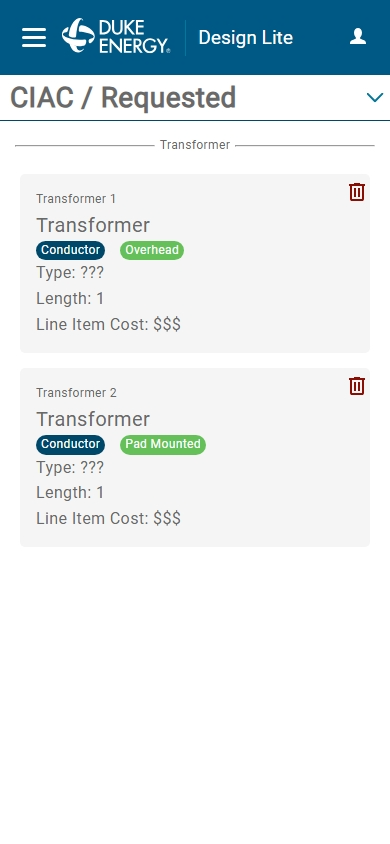 DUKE
ENERGY®
Design Lite
CIAC / Requested
Transformer
Transformer 1
Transformer
Conductor Overhead
Type: ???
Length: 1
Line Item Cost: $$$
Transformer 2
Transformer
Conductor Pad Mounted
Type: ???
Length: 1
Line Item Cost: $$$